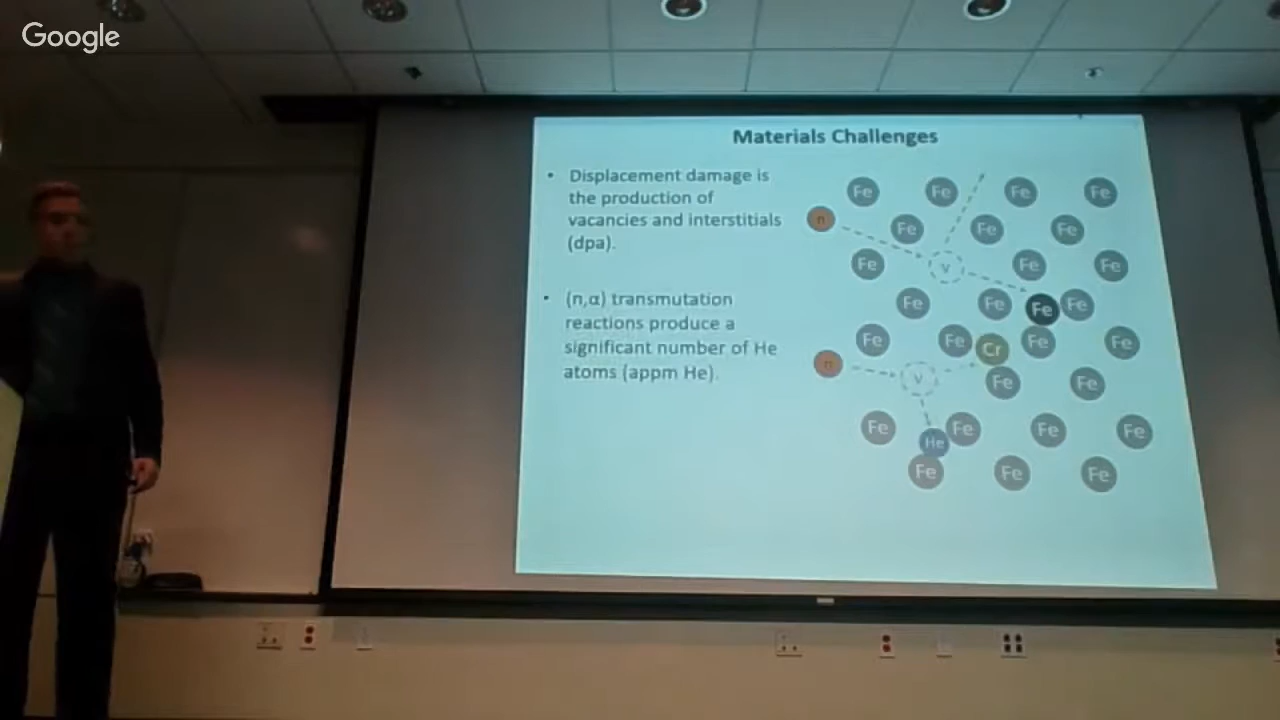 Google
Materials Challenges
• Displacement damage is
the production of
vacancies and interstitials
(dpa).
• (n,α) transmutation
reactions produce a
significant number of He
atoms (appm He).
Fe Fe Fe Fe
n Fe Fe Fe
Fe v Fe Fe
Fe Fe Fe Fe
Fe Fe Cr Fe Fe
n v Fe Fe
Fe He Fe Fe Fe
Fe Fe Fe